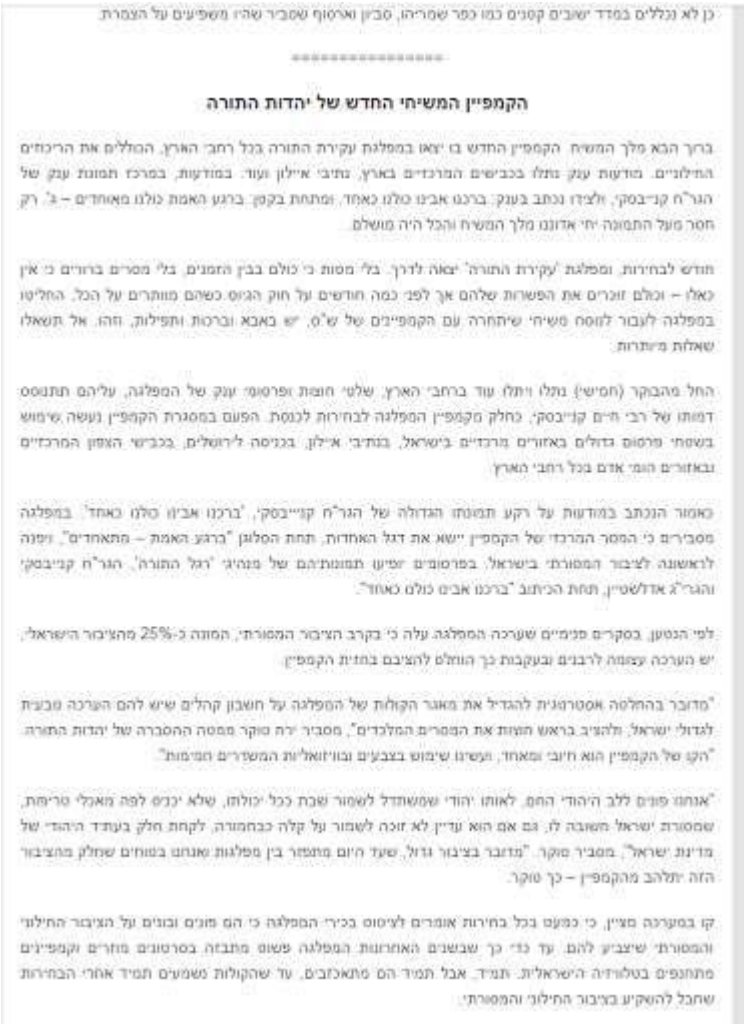 כן לא נכללים במדד ישובים קטנים כמו כפר שמריהו, סביון וארסוף שסביר שהיו משפיעים על הצמרת.
================
הקמפיין המשיחי החדש של יהדות התורה
ברוך הבא מלך המשיח. הקמפיין החדש בו יצאו במפלגת עקירת התורה בכל רחבי הארץ, הכוללים את הריכוזים
החילוניים. מודעות ענק נתלו בכבישים המרכזיים בארץ, נתיבי איילון ועוד. במודעות, במרכז תמונת ענק של
הגר"ח קנייבסקי, ולצידו נכתב בענק: ברכנו אבינו כולנו כאחד, ומתחת בקטן: ברגע האמת כולנו מאוחדים – ג'. רק
חסר מעל התמונה יחי אדוננו מלך המשיח והכל היה מושלם.
חודש לבחירות, ומפלגת 'עקירת התורה' יצאה לדרך. בלי מסות כי כולם בבין הזמנים, בלי מסרים ברורים כי אין
כאלו – וכולם זוכרים את הפשרות שלהם אך לפני כמה חודשים על חוק הגיוס כשהם מוותרים על הכל, החליטו
במפלגה לעבור לנוסח משיחי שיתחרה עם הקמפיינים של ש"ס, יש באבא וברכות ותפילות, וזהו. אל תשאלו
שאלות מיותרות.
החל מהבוקר (חמישי) נתלו ויתלו עוד ברחבי הארץ, שלטי חוצות ופרסומי ענק של המפלגה, עליהם תתנוסס
דמותו של רבי חיים קנייבסקי, כחלק מקמפיין המפלגה לבחירות לכנסת. הפעם במסגרת הקמפיין נעשה שימוש
בשטחי פרסום גדולים באזורים מרכזיים בישראל, בנתיבי איילון, בכניסה לירושלים, בכבישי הצפון המרכזיים
ובאזורים הומי אדם בכל רחבי הארץ.
כאמור הנכתב במודעות על רקע תמונתו הגדולה של הגר"ח קנייבסקי, 'ברכנו אבינו כולנו כאחד'. במפלגה
מסבירים כי המסר המרכזי של הקמפיין יישא את דגל האחדות, תחת הסלוגן "ברגע האמת – מתאחדים", ויפנה
לראשונה לציבור המסורתי בישראל. בפרסומים יופיעו תמונותיהם של מנהיגי 'דגל התורה', הגר"ח קנייבסקי
והגרי"ג אדלשטיין, תחת הכיתוב "ברכנו אבינו כולנו כאחד".
לפי הנטען, בסקרים פנימיים שערכה המפלגה עלה כי בקרב הציבור המסורתי, המונה כ-25% מהציבור הישראלי,
יש הערכה עצומה לרבנים ובעקבות כך הוחלט להציבם בחזית הקמפיין.
"מדובר בהחלטה אסטרטגית להגדיל את מאגר הקולות של המפלגה על חשבון קהלים שיש להם הערכה טבעית
לגדולי ישראל, ולהציב בראש חוצות את המסרים המלכדים", מסביר ירח טוקר ממטה ההסברה של יהדות התורה.
"הקו של הקמפיין הוא חיובי ומאחד, ועשינו שימוש בצבעים ובוויזואליות המשדרים חמימות".
"אנחנו פונים ללב היהודי החם, לאותו יהודי שמשתדל לשמור שבת ככל יכולתו, שלא יכניס לפה מאכלי טריפות,
שמסורת ישראל חשובה לו, גם אם הוא עדיין לא זוכה לשמור על קלה כבחמורה, לקחת חלק בעתיד היהודי של
מדינת ישראל", מסביר טוקר. "מדובר בציבור גדול, שעד היום מתפזר בין מפלגות ואנחנו בטוחים שחלק מהציבור
הזה יתלהב מהקמפיין – כך טוקר.
קו במערכה מציין, כי כמעט בכל בחירות אומרים לציטוט בכירי המפלגה כי הם פונים ובונים על הציבור החילוני
והמסורתי שיצביע להם. עד כדי כך שבשנים האחרונות המפלגה פשוט מתבזה בסרטונים מוזרים וקמפיינים
מתחנפים בטלוויזיה הישראלית. תמיד, אבל תמיד הם מתאכזבים, עד שהקולות נשמעים תמיד אחרי הבחירות
שחבל להשקיע בציבור החילוני והמסורתי.